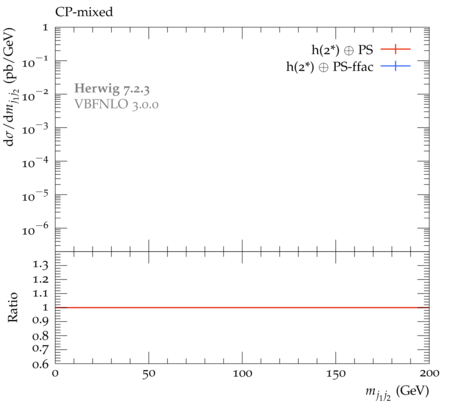 CP-mixed
dσ/dm_{j₁j₂} (pb/GeV)
1
10⁻¹
10⁻²
10⁻³
10⁻⁴
10⁻⁵
10⁻⁶
h(2*) ⊕ PS
h(2*) ⊕ PS-ffac
Herwig 7.2.3
VBFNLO 3.0.0
Ratio
1.3
1.2
1.1
1
0.9
0.8
0.7
0.6
0
50
100
150
200
m_{j₁j₂} (GeV)